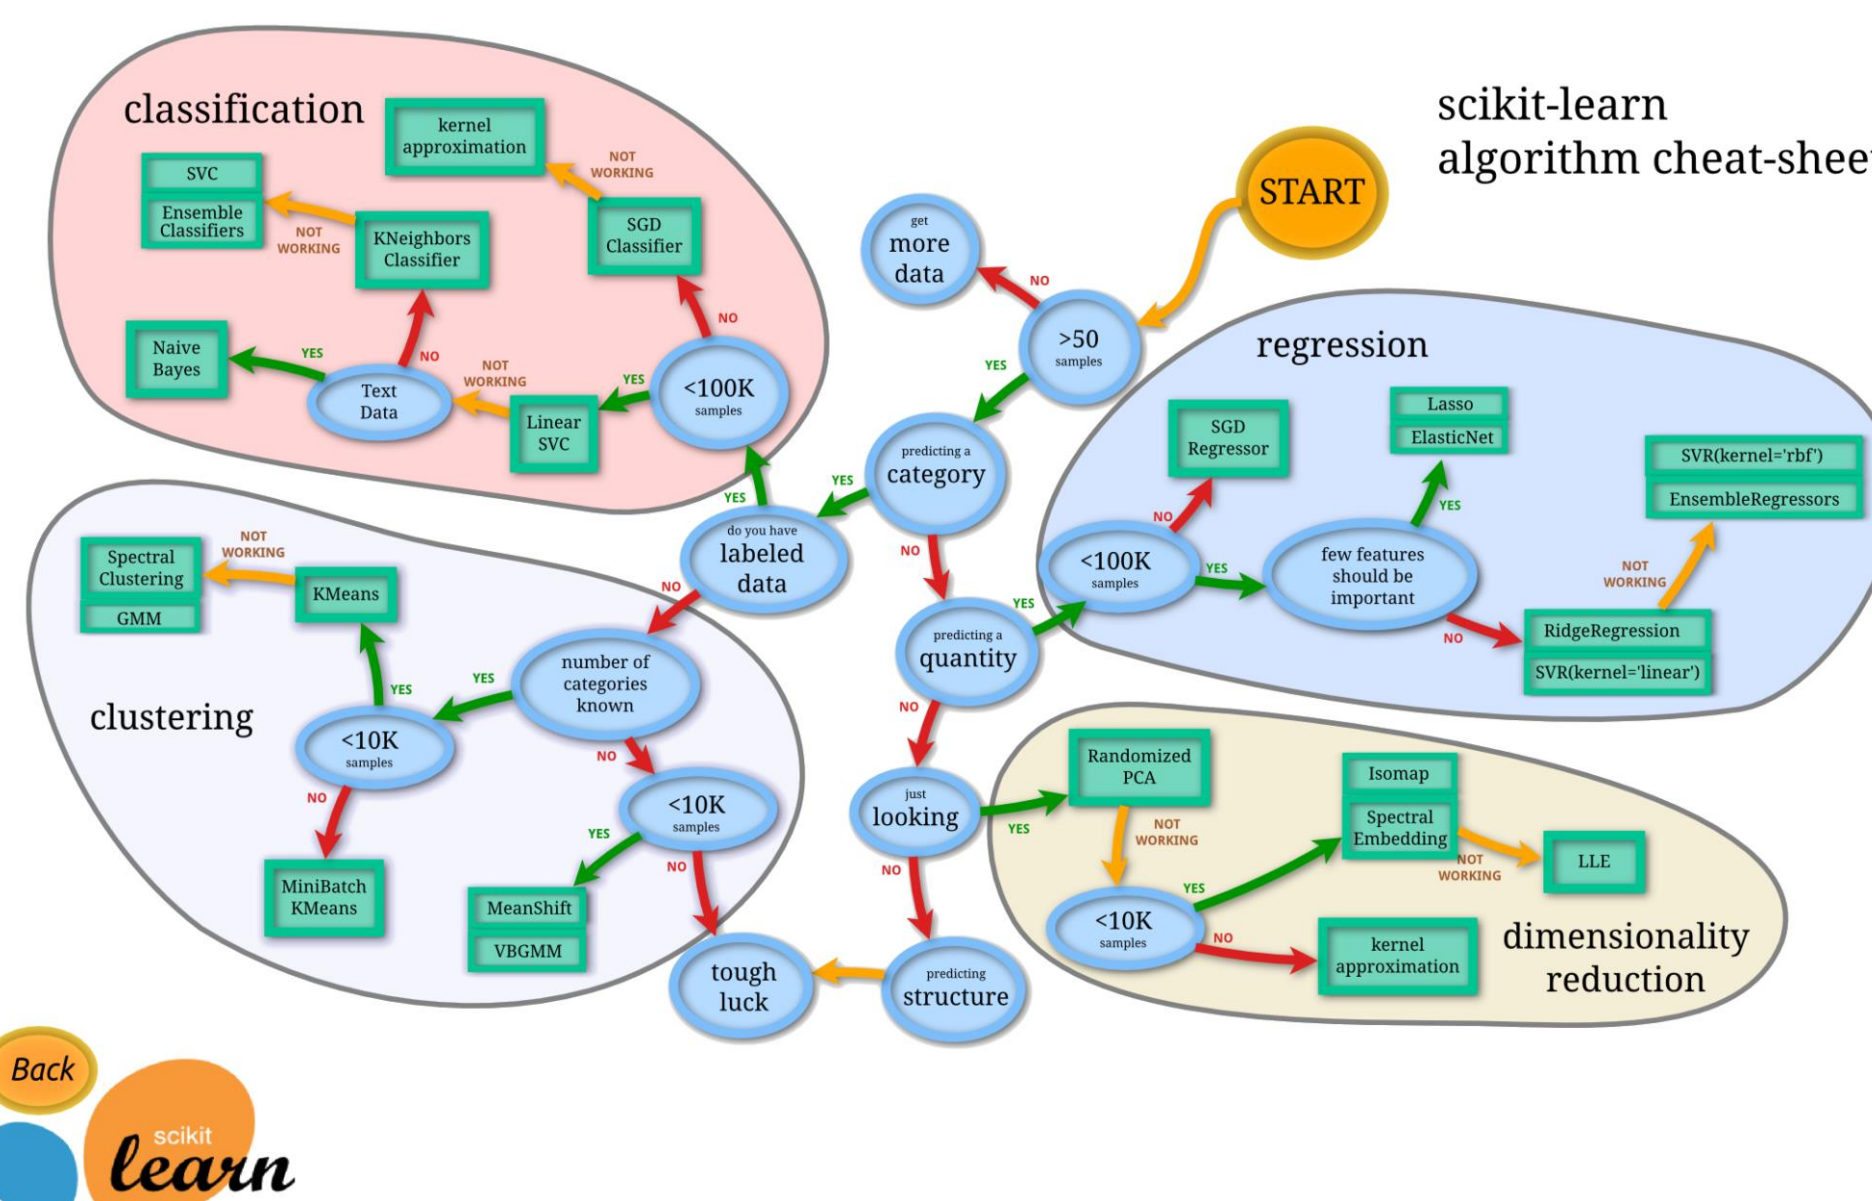 scikit-learn
algorithm cheat-shee
START
get
more
data
NO
>50
samples
YES
predicting a
category
YES
NO
do you have
labeled
data
YES
NO
predicting a
quantity
YES
NO
just
looking
YES
NO
predicting
structure
tough
luck
classification
kernel
approximation
NOT
WORKING
SVC
Ensemble
Classifiers
NOT
WORKING
KNeighbors
Classifier
SGD
Classifier
NO
Naive
Bayes
YES
NO
Text
Data
NOT
WORKING
Linear
SVC
YES
<100K
samples
regression
SGD
Regressor
Lasso
ElasticNet
SVR(kernel='rbf')
EnsembleRegressors
YES
NO
<100K
samples
YES
few features
should be
important
NOT
WORKING
NO
RidgeRegression
SVR(kernel='linear')
clustering
Spectral
Clustering
GMM
NOT
WORKING
KMeans
YES
number of
categories
known
YES
<10K
samples
NO
NO
<10K
samples
MiniBatch
KMeans
YES
NO
MeanShift
VBGMM
Randomized
PCA
NOT
WORKING
Isomap
Spectral
Embedding
NOT
WORKING
LLE
YES
<10K
samples
NO
kernel
approximation
dimensionality
reduction
Back
scikit
learn